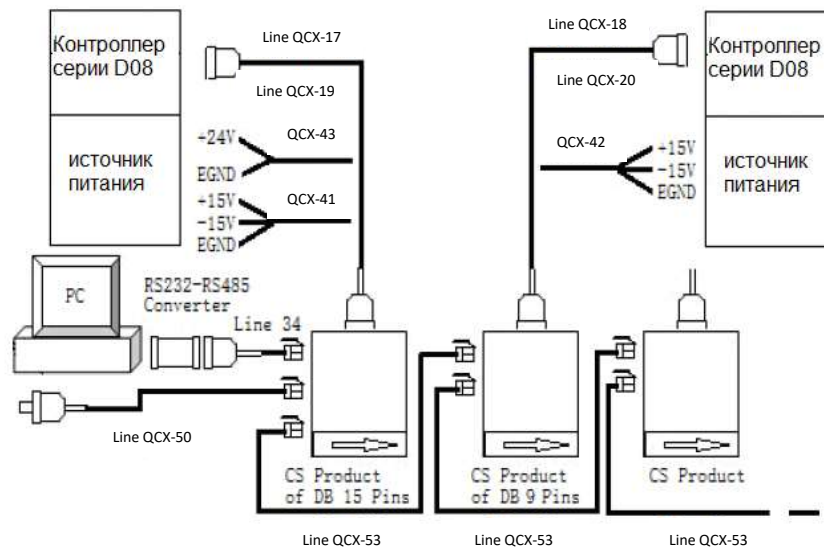 Контроллер
серии D08
источник
питания
Line QCX-17
Line QCX-19
+24V
EGND
QCX-43
+15V
-15V
EGND
QCX-41
Line QCX-18
Line QCX-20
QCX-42
+15V
-15V
EGND
Контроллер
серии D08
источник
питания
PC
RS232-RS485
Converter
Line 34
Line QCX-50
CS Product
of DB 15 Pins
CS Product
of DB 9 Pins
CS Product
Line QCX-53
Line QCX-53
Line QCX-53